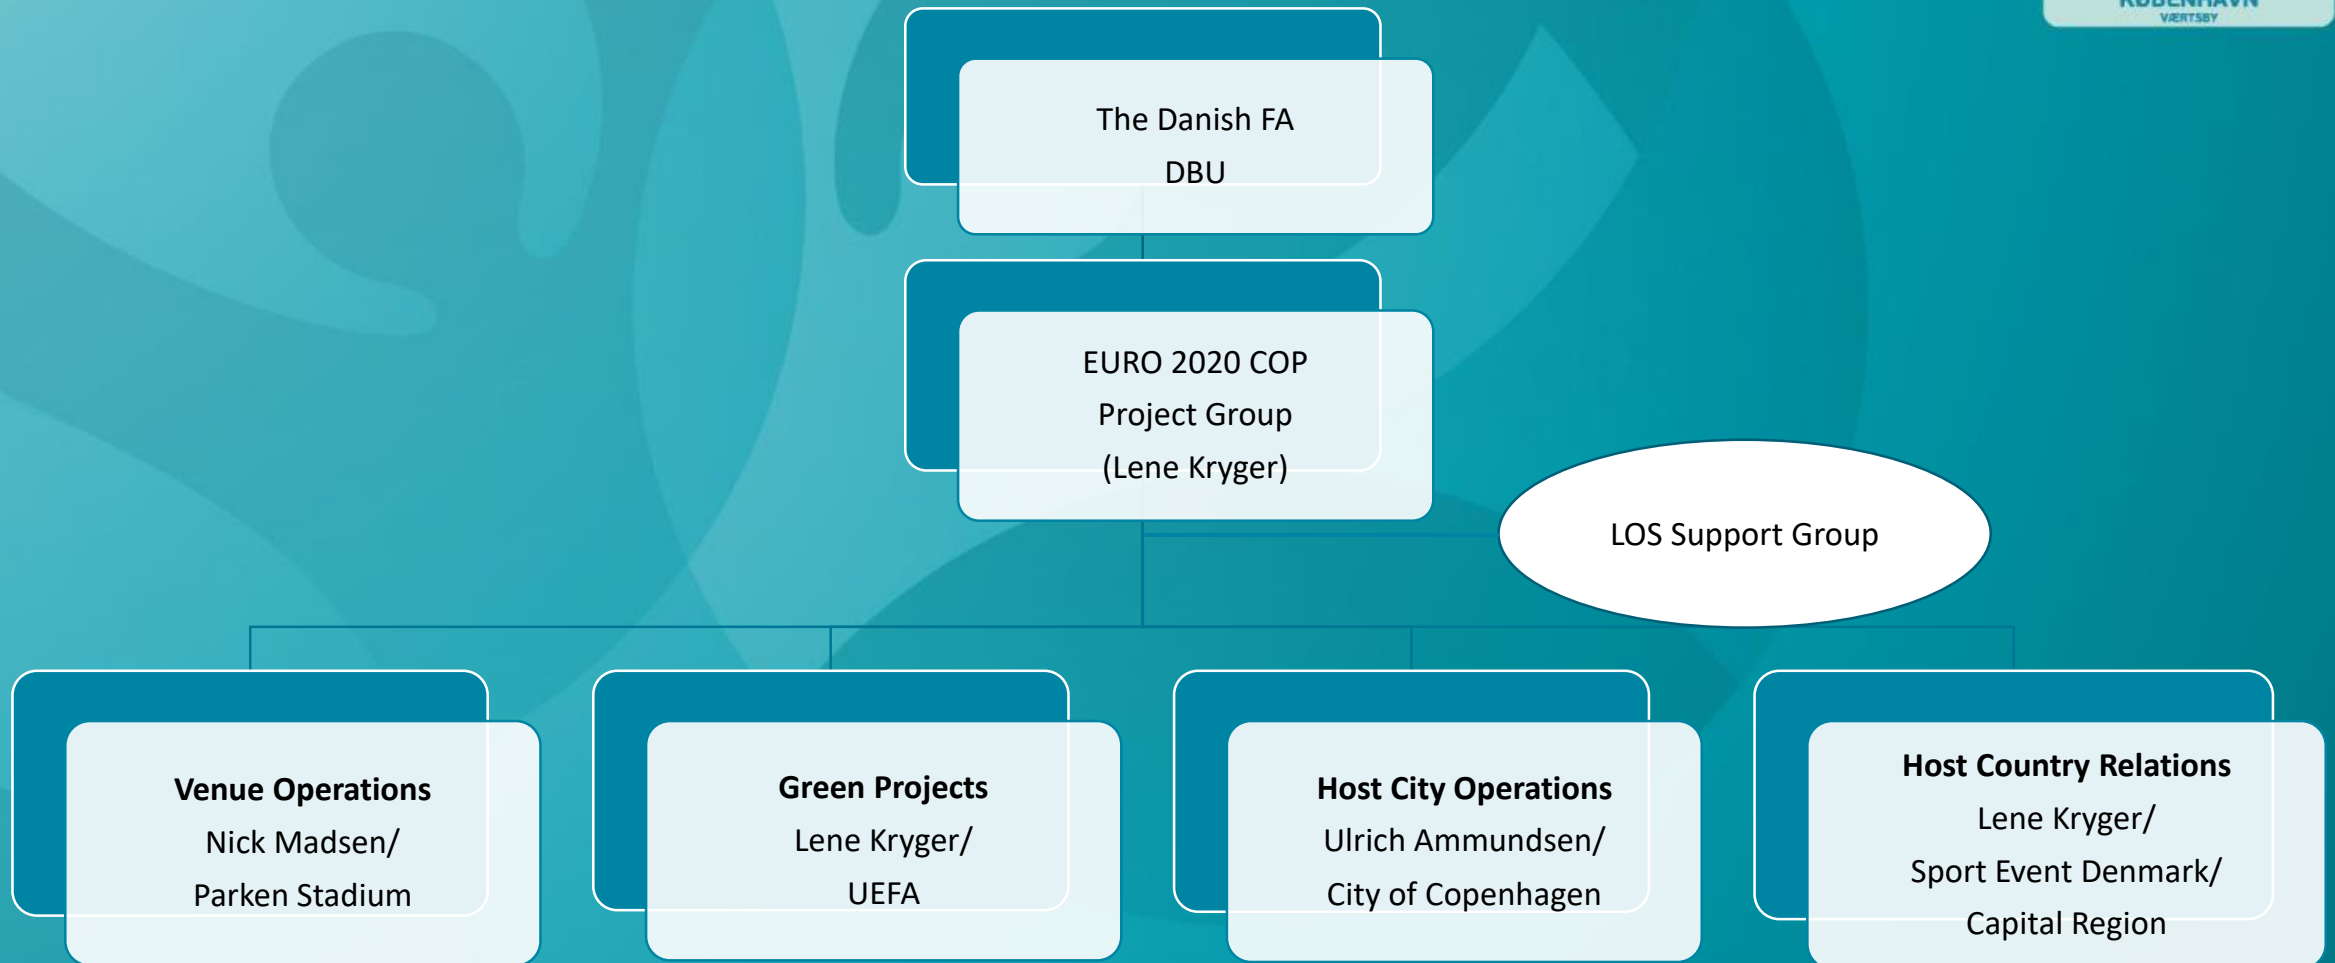 KØBENHAVN
VÆRTSBY
The Danish FA
DBU
EURO 2020 COP
Project Group
(Lene Kryger)
LOS Support Group
Venue Operations
Nick Madsen/
Parken Stadium
Green Projects
Lene Kryger/
UEFA
Host City Operations
Ulrich Ammundsen/
City of Copenhagen
Host Country Relations
Lene Kryger/
Sport Event Denmark/
Capital Region